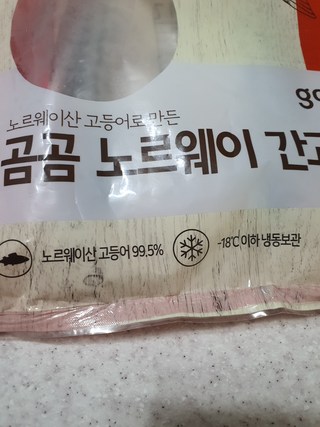 go
노르웨이산 고등어로 만든
곰곰 노르웨이 간고
노르웨이산 고등어 99.5%
-18℃ 이하 냉동보관